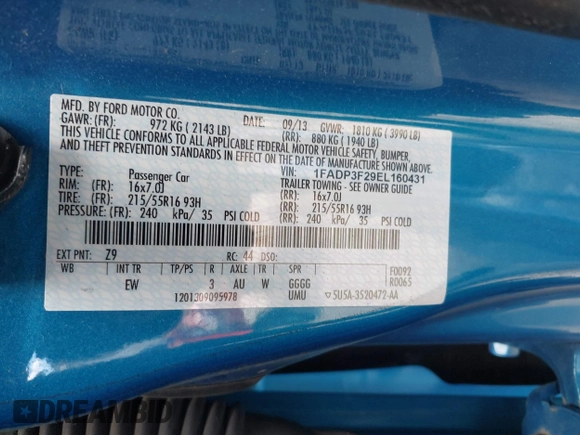 MFD. BY FORD MOTOR CO.
DATE: 09/13 GVWR: 1810 KG ( 3990 LB)
GAWR: (FR): 972 KG ( 2143 LB) (RR): 880 KG ( 1940 LB)
THIS VEHICLE CONFORMS TO ALL APPLICABLE FEDERAL MOTOR VEHICLE SAFETY, BUMPER,
AND THEFT PREVENTION STANDARDS IN EFFECT ON THE DATE OF MANUFACTURE SHOWN ABOVE.
VIN: 1FADP3F29EL160431
TYPE: Passenger Car TRAILER TOWING - SEE OWNER GUIDE
RIM: (FR): 16x7.0J (RR): 16x7.0J
TIRE: (FR): 215/55R16 93H (RR): 215/55R16 93H
PRESSURE: (FR): 240 kPa/ 35 PSI COLD (RR): 240 kPa/ 35 PSI COLD
EXT PNT: Z9 RC: 44 DSO:
WB INT TR TP/PS R AXLE TR SPR F0092
EW 3 AU W GGGG R0065
1201309095978 UMU 5U5A-3520472-AA
DREAMBID